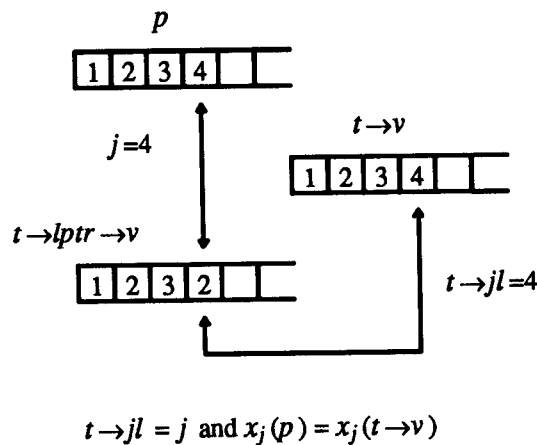 p
1 2 3 4
j=4
t→v
1 2 3 4
t→lptr→v
1 2 3 2
t→jl=4
t→jl = j and x_j(p) = x_j(t→v)